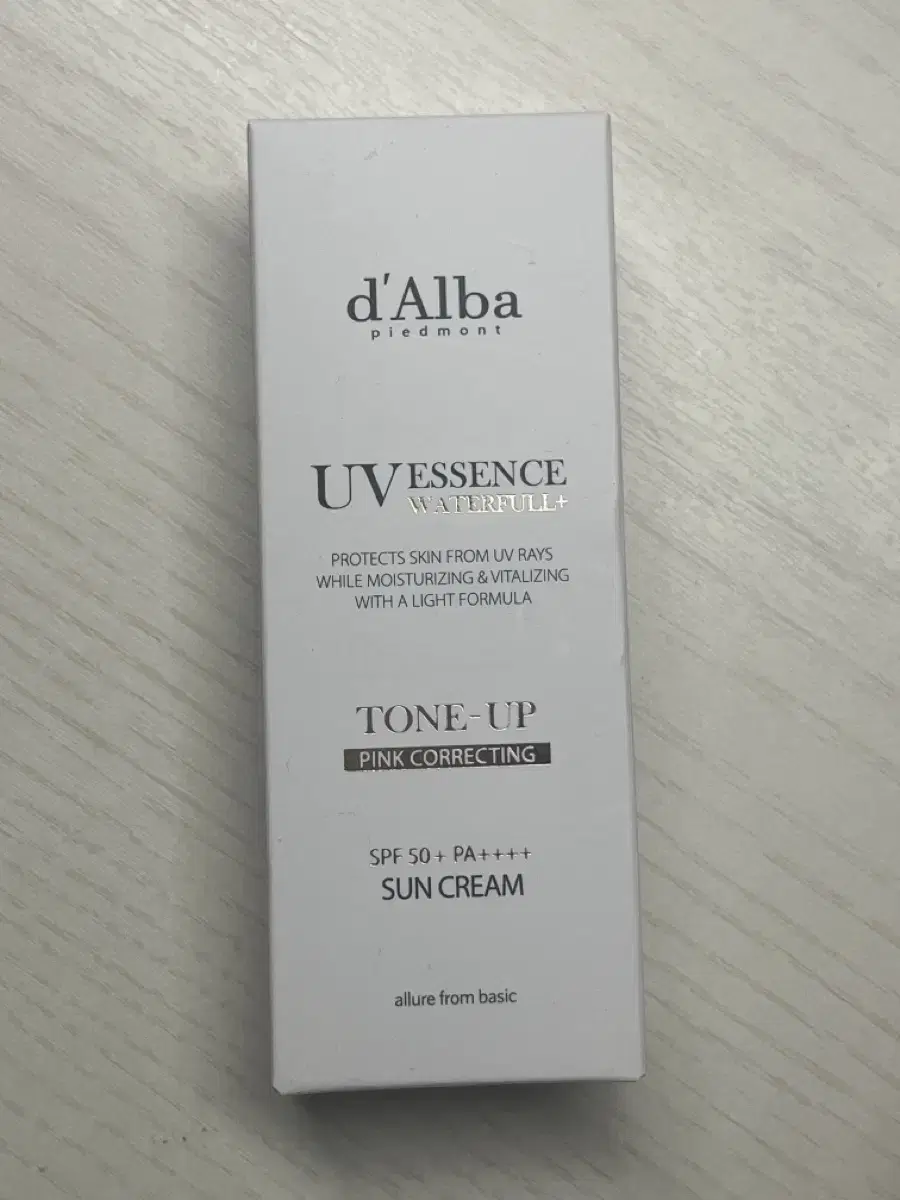 d'Alba
piedmont
UV ESSENCE
WATERFULL+
PROTECTS SKIN FROM UV RAYS
WHILE MOISTURIZING & VITALIZING
WITH A LIGHT FORMULA
TONE-UP
PINK CORRECTING
SPF 50+ PA++++
SUN CREAM
allure from basic